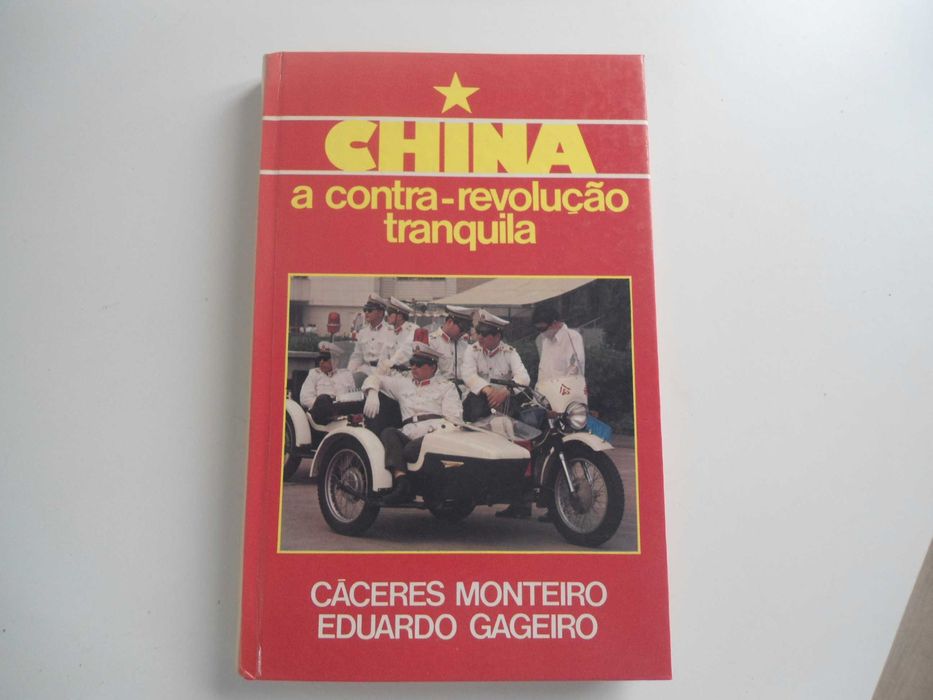 CHINA
a contra-revolução
tranquila
CÁCERES MONTEIRO
EDUARDO GAGEIRO